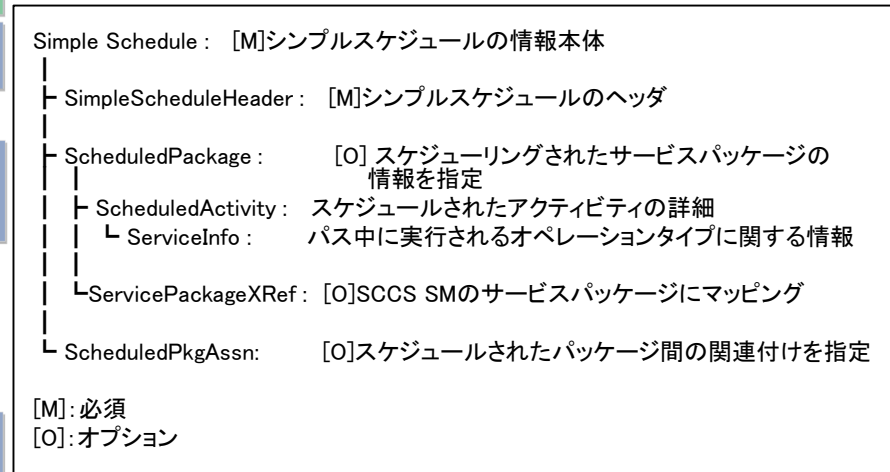 Simple Schedule : [M]シンプルスケジュールの情報本体
SimpleScheduleHeader : [M]シンプルスケジュールのヘッダ
ScheduledPackage : [O] スケジューリングされたサービスパッケージの
情報を指定
ScheduledActivity : スケジュールされたアクティビティの詳細
ServiceInfo : パス中に実行されるオペレーションタイプに関する情報
ServicePackageXRef : [O]SCCS SMのサービスパッケージにマッピング
ScheduledPkgAssn: [O]スケジュールされたパッケージ間の関連付けを指定
[M]:必須
[O]:オプション